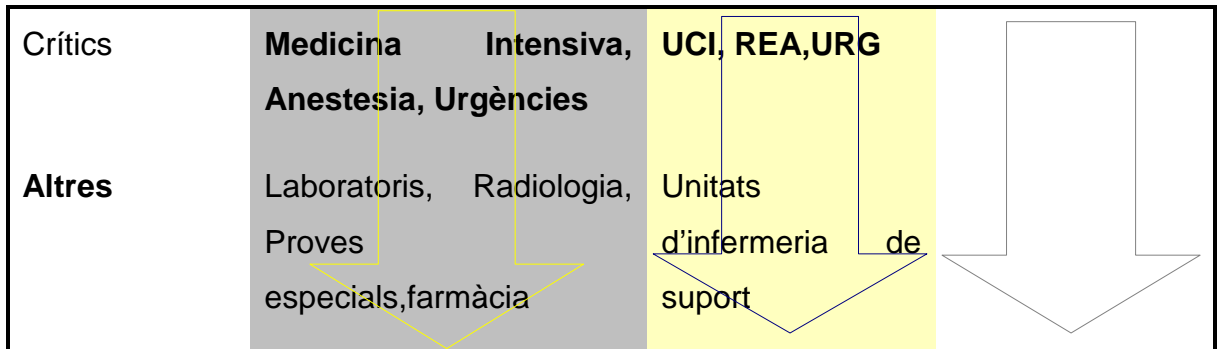 Crítics
Medicina Intensiva,
Anestesia, Urgències
UCI, REA,URG
Altres
Laboratoris, Radiologia,
Proves
especials,farmàcia
Unitats
d’infermeria de
suport